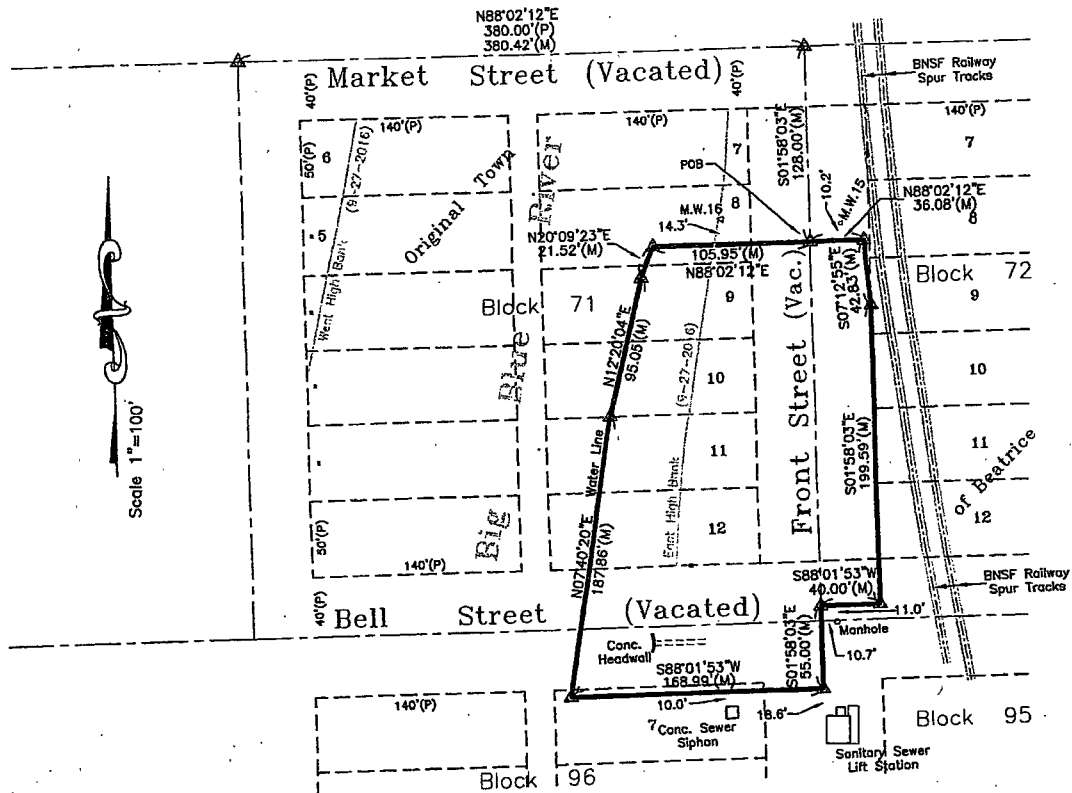 N88°02'12"E
380.00'(P)
380.42'(M)
BNSF Railway
Spur Tracks
Market Street (Vacated)
40'(P)
40'(P)
140'(P)
140'(P)
140'(P)
S01°58'03"E
128.00'(M)
6
50'(P)
(9-27-2016)
Original Town
7
7
POB
10.2'
M.W.15
N88°02'12"E
36.08'(M)
8
8
M.W.16
14.3'
N20°09'23"E
21.52'(M)
105.95'(M)
N88°02'12"E
5
West High Bank
Big Blue River
Block 71
9
Front Street (Vac.)
S07°12'55"E
42.83'(M)
Block 72
9
N12°20'04"E
95.05'(M)
10
(9-27-2016)
10
Scale 1"=100'
Water Line
11
S01°58'03"E
199.59'(M)
11
of Beatrice
East High Bank
12
12
50'(P)
140'(P)
N07°40'20"E
187.86'(M)
S88°01'53"W
40.00'(M)
BNSF Railway
Spur Tracks
40'(P)
Bell Street (Vacated)
S01°58'03"E
55.00'(M)
11.0'
Manhole
10.7'
Conc.
Headwall
S88°01'53"W
168.99'(M)
140'(P)
10.0'
18.6'
7
Conc. Sewer
Siphon
Sanitary Sewer
Lift Station
Block 95
Block 96